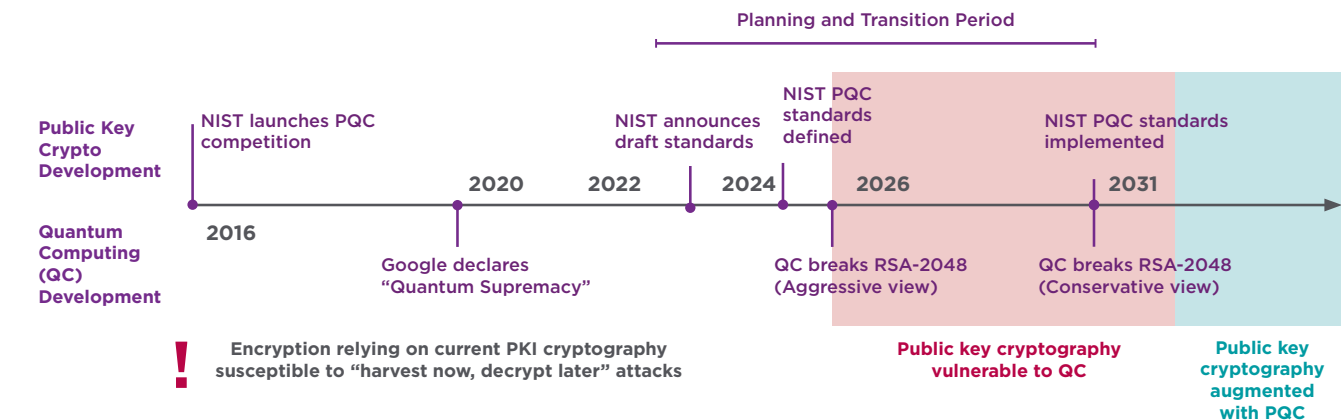 Planning and Transition Period
Public Key
Crypto
Development
NIST launches PQC
competition
NIST announces
draft standards
NIST PQC
standards
defined
NIST PQC standards
implemented
2016
2020
2022
2024
2026
2031
Quantum
Computing
(QC)
Development
Google declares
“Quantum Supremacy”
QC breaks RSA-2048
(Aggressive view)
QC breaks RSA-2048
(Conservative view)
!
Encryption relying on current PKI cryptography
susceptible to “harvest now, decrypt later” attacks
Public key cryptography
vulnerable to QC
Public key
cryptography
augmented
with PQC